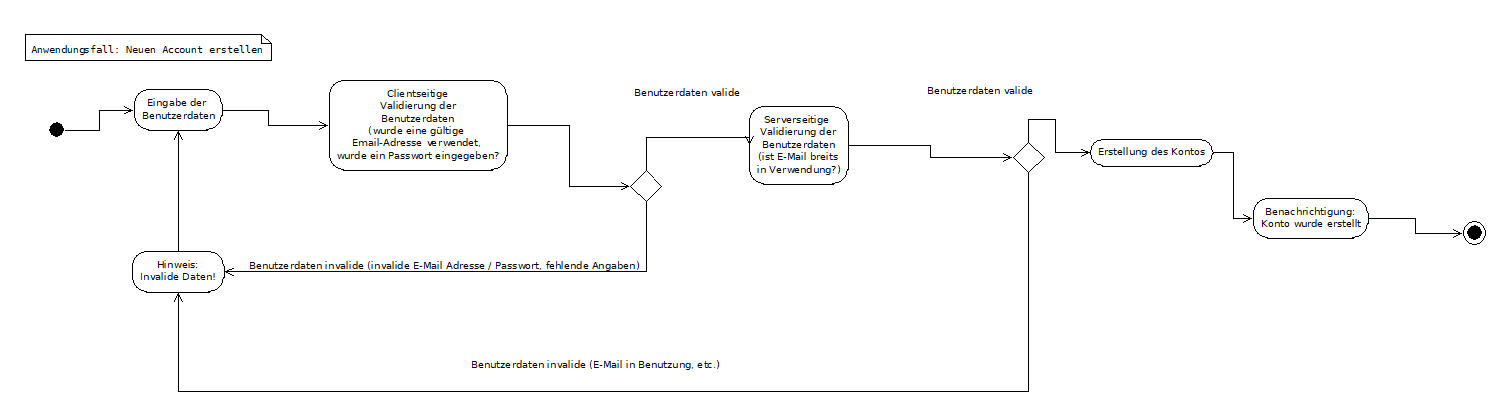 Anwendungsfall: Neuen Account erstellen
Eingabe der
Benutzerdaten
Clientseitige
Validierung der
Benutzerdaten
(wurde eine gültige
Email-Adresse verwendet,
wurde ein Passwort eingegeben?
Benutzerdaten valide
Serverseitige
Validierung der
Benutzerdaten
(ist E-Mail breits
in Verwendung?)
Benutzerdaten valide
Erstellung des Kontos
Benachrichtigung:
Konto wurde erstellt
Hinweis:
Invalide Daten!
Benutzerdaten invalide (invalide E-Mail Adresse / Passwort, fehlende Angaben)
Benutzerdaten invalide (E-Mail in Benutzung, etc.)